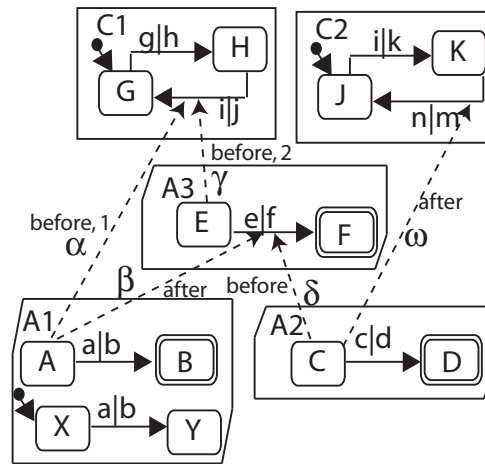 C1
g|h
G
H
i|j
C2
i|k
J
K
n|m
before, 2
γ
A3
E
e|f
F
before, 1
α
β
after
before
δ
after
ω
A1
A
a|b
B
X
a|b
Y
A2
C
c|d
D